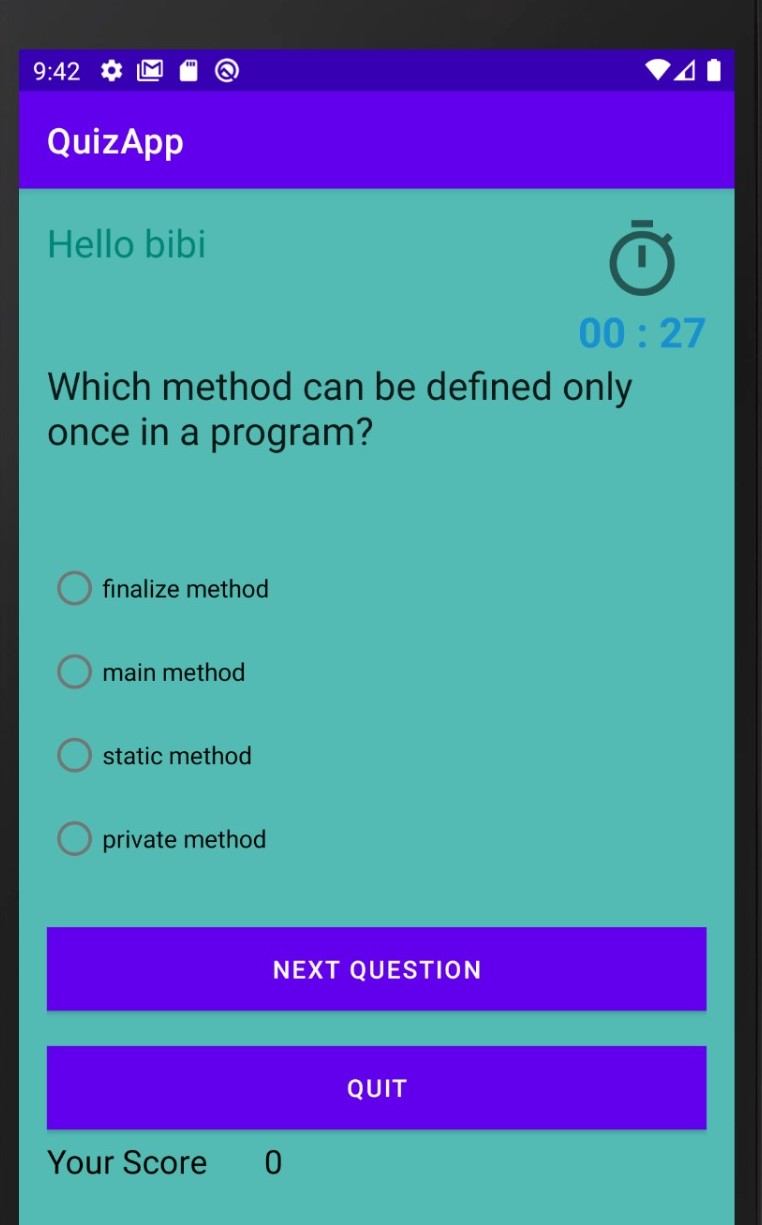 9:42
QuizApp
Hello bibi
00 : 27
Which method can be defined only
once in a program?
finalize method
main method
static method
private method
NEXT QUESTION
QUIT
Your Score 0